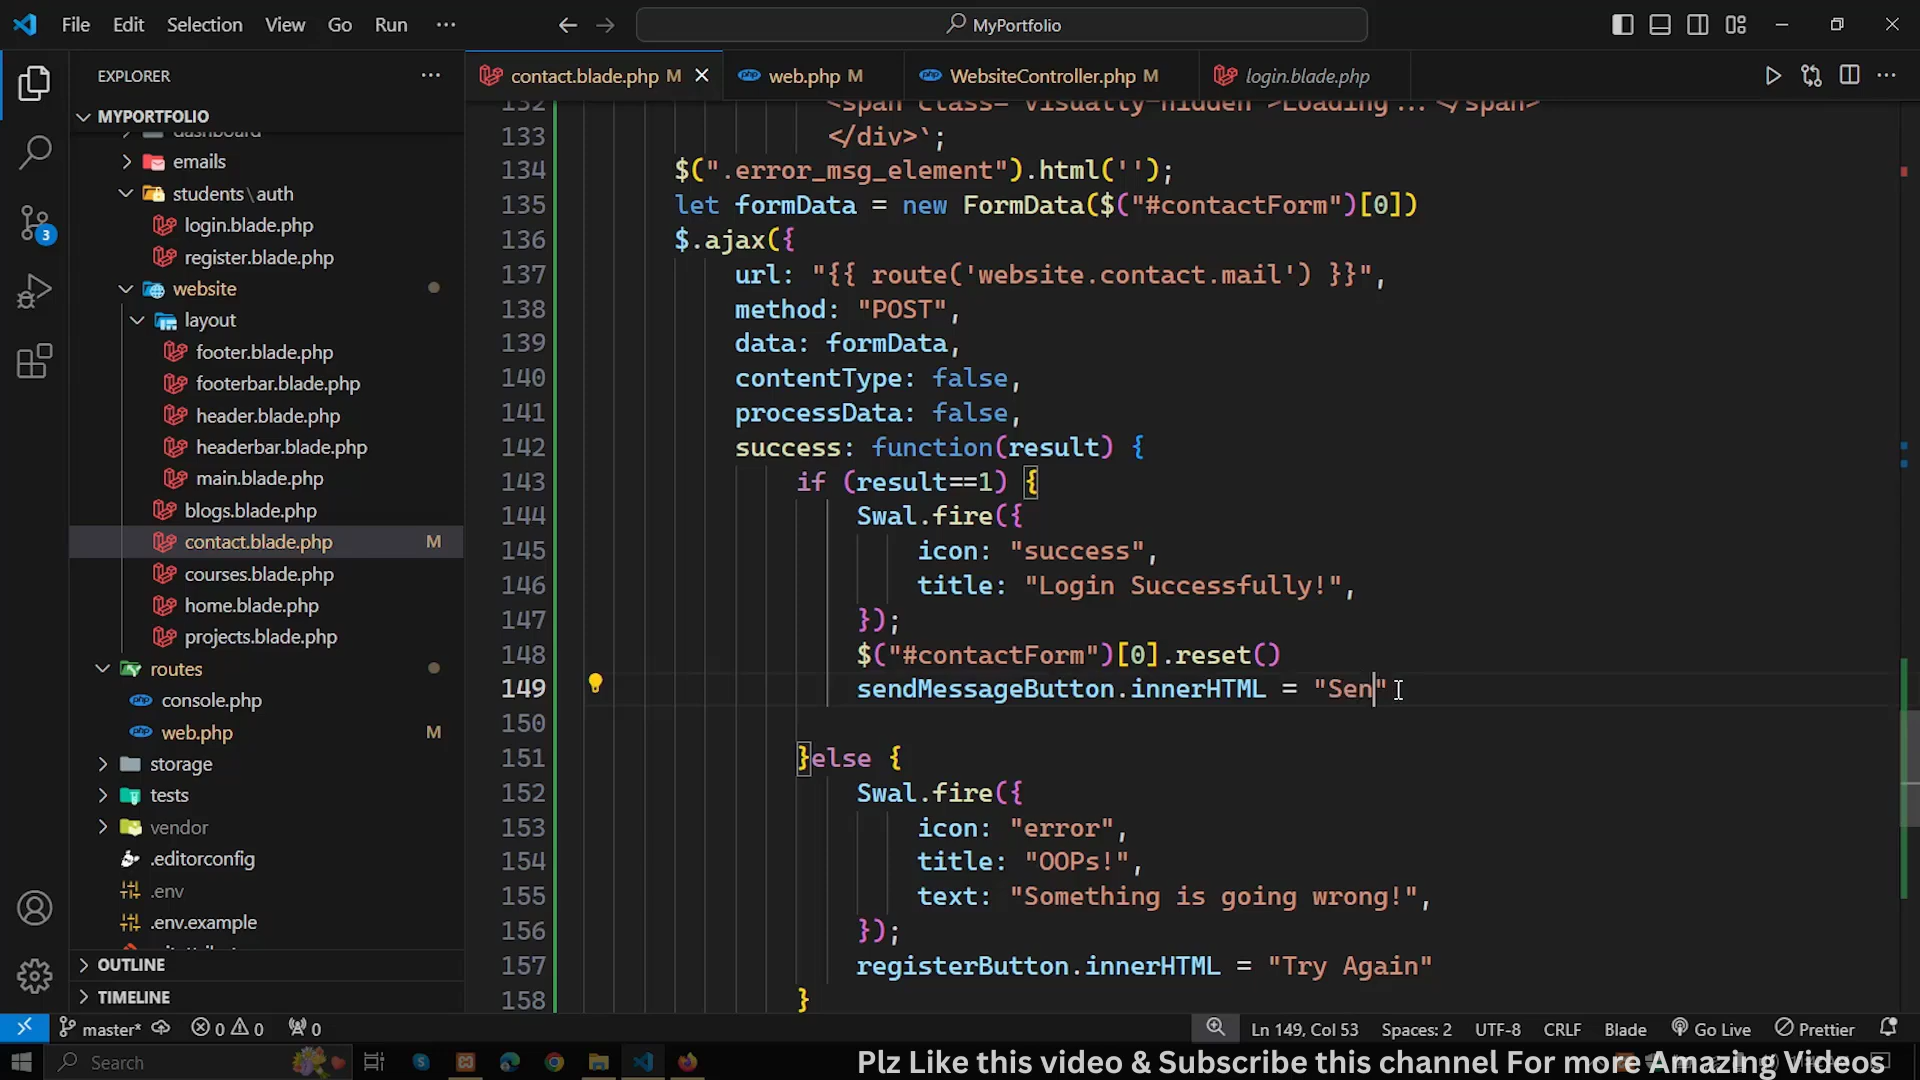 File Edit Selection View Go Run ...
MyPortfolio
EXPLORER
contact.blade.php M
web.php M
WebsiteController.php M
login.blade.php
MYPORTFOLIO
dashboard
emails
students\auth
login.blade.php
register.blade.php
website
layout
footer.blade.php
footerbar.blade.php
header.blade.php
headerbar.blade.php
main.blade.php
blogs.blade.php
contact.blade.php M
courses.blade.php
home.blade.php
projects.blade.php
routes
console.php
web.php M
storage
tests
vendor
.editorconfig
.env
.env.example
OUTLINE
TIMELINE
3
132 <span class="visually-hidden">Loading...</span>
133 </div>`;
134 $(".error_msg_element").html('');
135 let formData = new FormData($("#contactForm")[0])
136 $.ajax({
137 url: "{{ route('website.contact.mail') }}",
138 method: "POST",
139 data: formData,
140 contentType: false,
141 processData: false,
142 success: function(result) {
143 if (result==1) {
144 Swal.fire({
145 icon: "success",
146 title: "Login Successfully!",
147 });
148 $("#contactForm")[0].reset()
149 sendMessageButton.innerHTML = "Sen"
150
151 }else {
152 Swal.fire({
153 icon: "error",
154 title: "OOPs!",
155 text: "Something is going wrong!",
156 });
157 registerButton.innerHTML = "Try Again"
158 }
master* 0 0 0
Ln 149, Col 53 Spaces: 2 UTF-8 CRLF Blade Go Live Prettier
Search
Plz Like this video & Subscribe this channel For more Amazing Videos